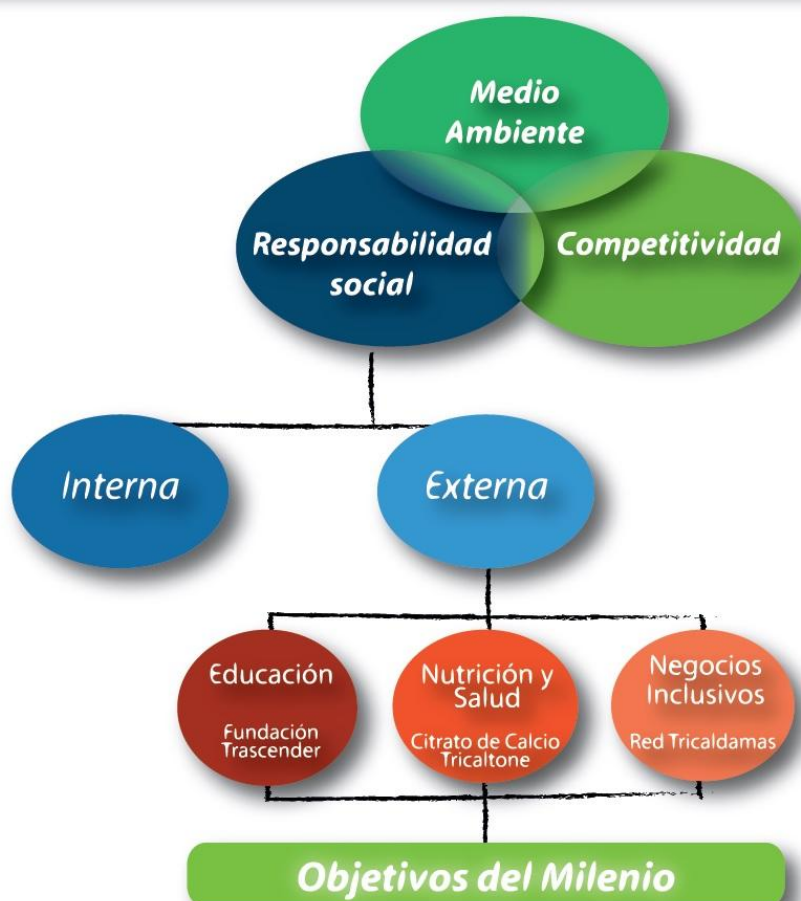 Medio
Ambiente
Responsabilidad
social
Competitividad
Interna
Externa
Educación
Fundación
Trascender
Nutrición y
Salud
Citrato de Calcio
Tricaltone
Negocios
Inclusivos
Red Tricaldamas
Objetivos del Milenio